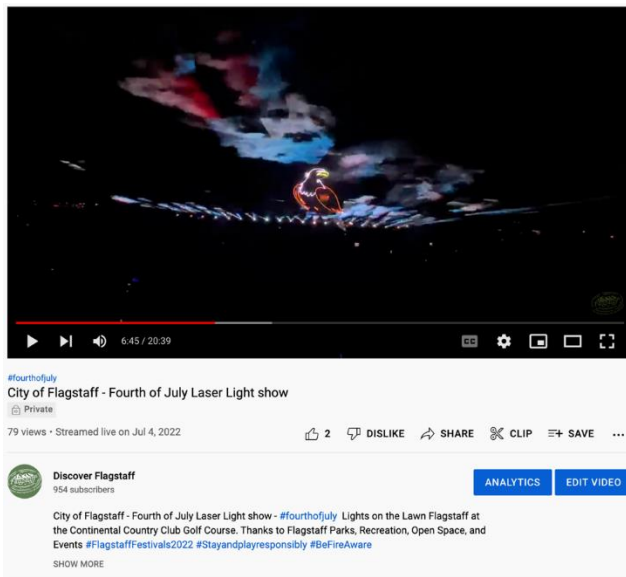 CC
6:45 / 20:39
#fourthofjuly
City of Flagstaff - Fourth of July Laser Light show
Private
79 views • Streamed live on Jul 4, 2022
2 DISLIKE SHARE CLIP SAVE ...
Discover Flagstaff
954 subscribers
ANALYTICS EDIT VIDEO
City of Flagstaff - Fourth of July Laser Light show - #fourthofjuly Lights on the Lawn Flagstaff at
the Continental Country Club Golf Course. Thanks to Flagstaff Parks, Recreation, Open Space, and
Events #FlagstaffFestivals2022 #Stayandplayresponsibly #BeFireAware
SHOW MORE